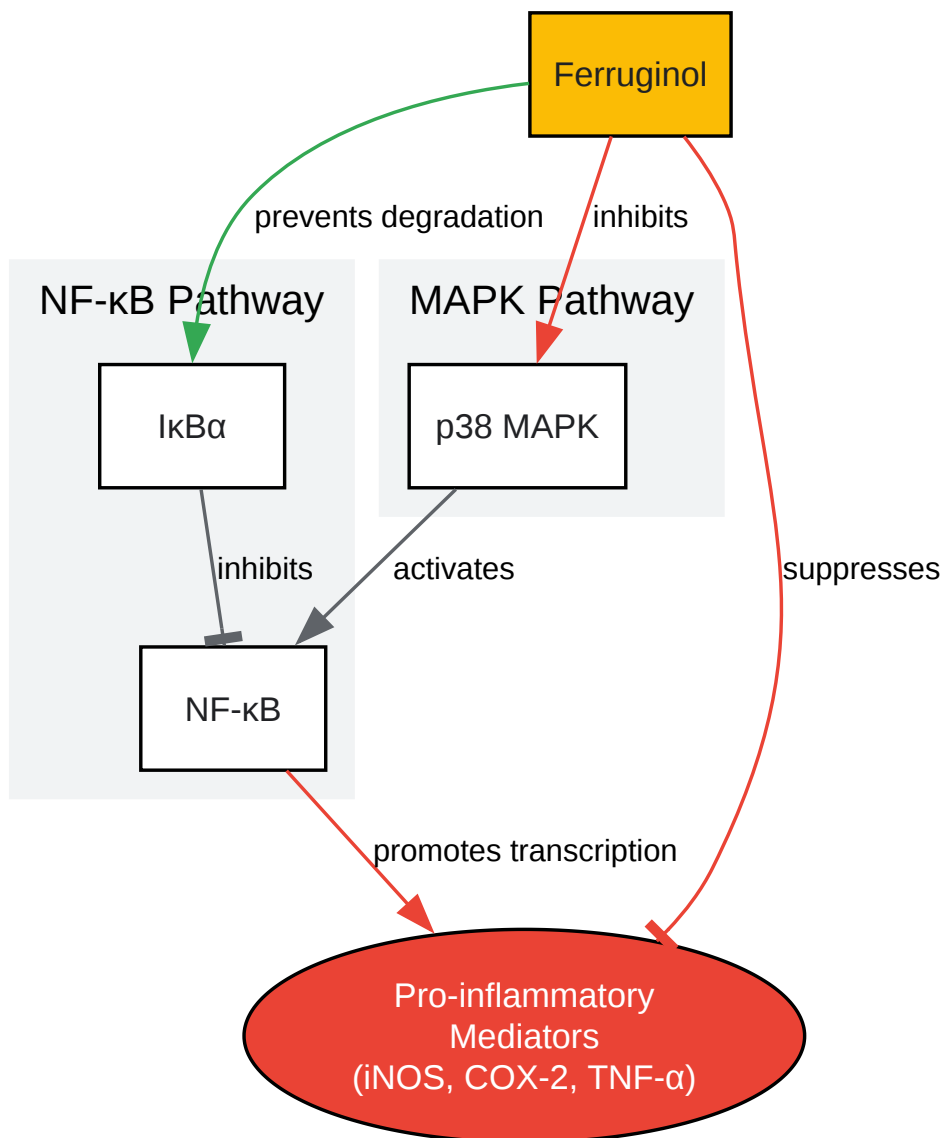 Ferruginol
prevents degradation
inhibits
NF-κB Pathway
MAPK Pathway
IκBα
p38 MAPK
inhibits
activates
suppresses
NF-κB
promotes transcription
Pro-inflammatory
Mediators
(iNOS, COX-2, TNF-α)